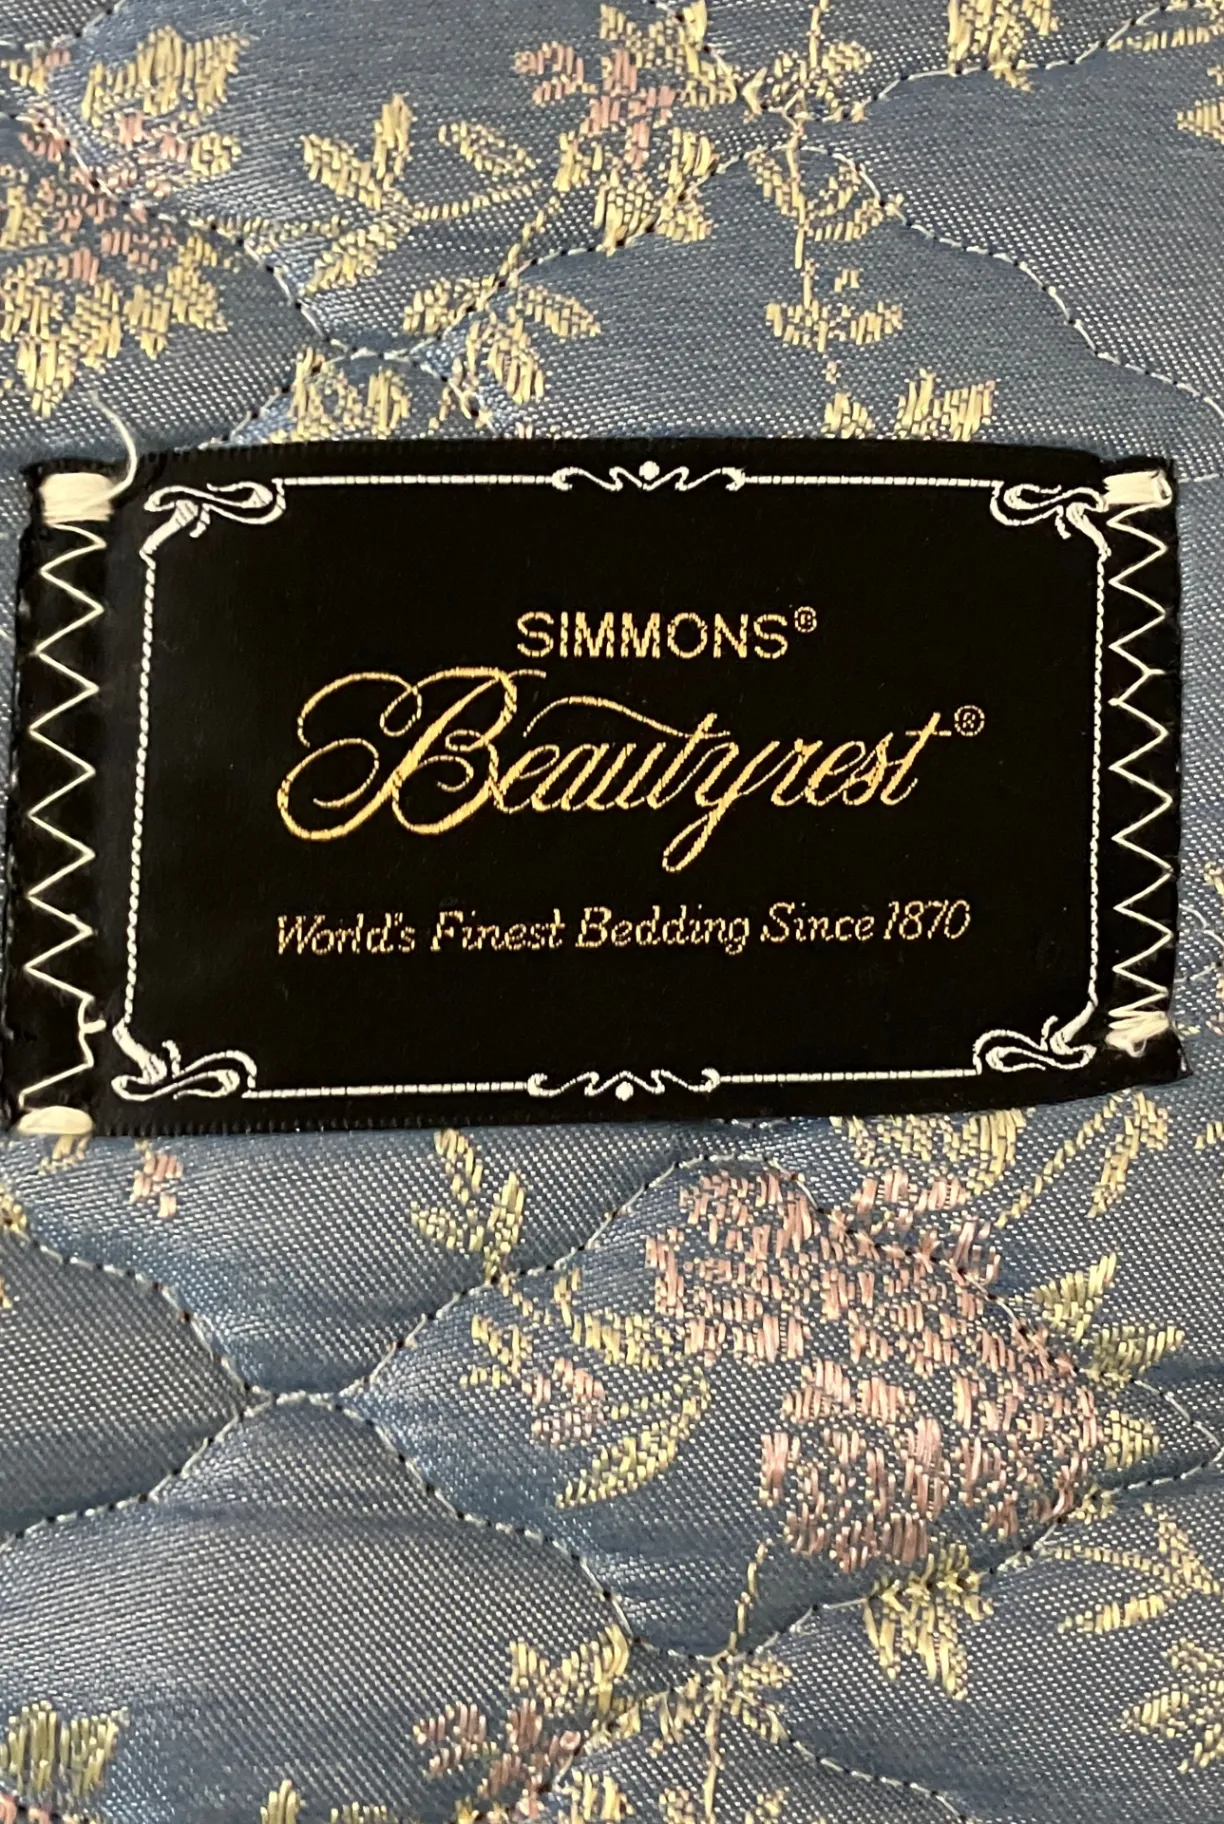 SIMMONS®
Beautyrest®
World's Finest Bedding Since 1870